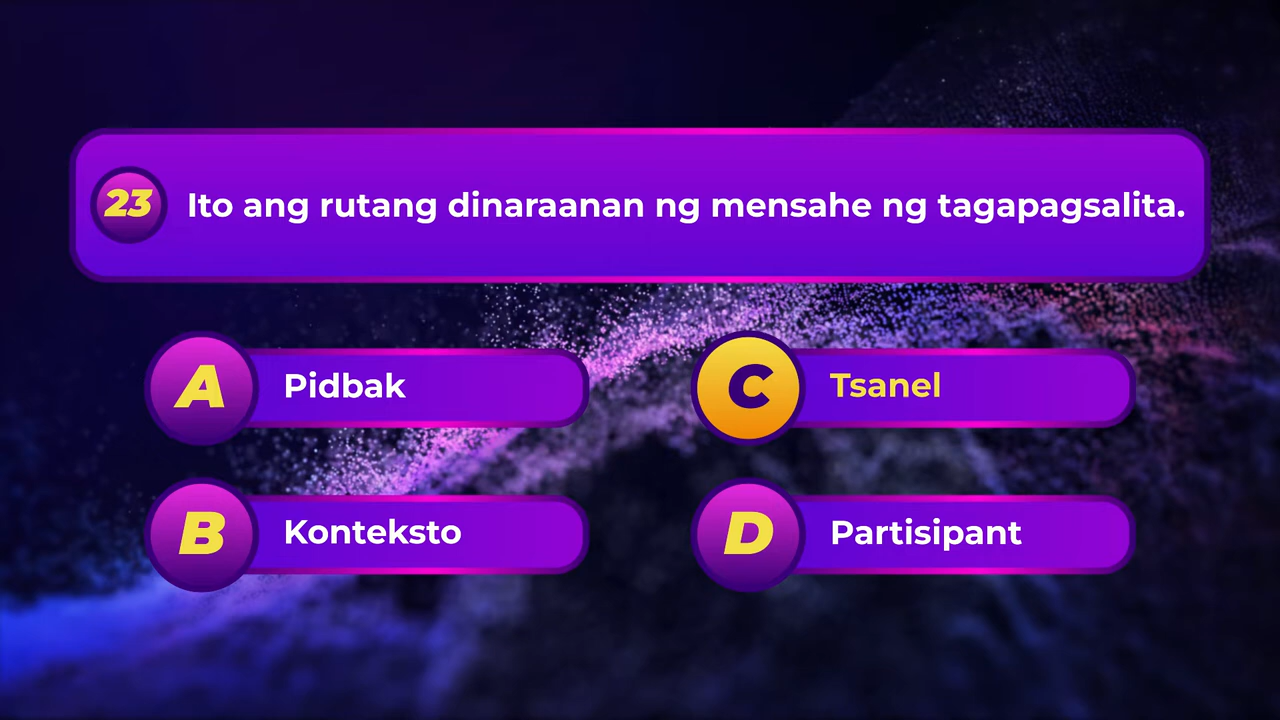 23 Ito ang rutang dinaraanan ng mensahe ng tagapagsalita.
A Pidbak
B Konteksto
C Tsanel
D Partisipant